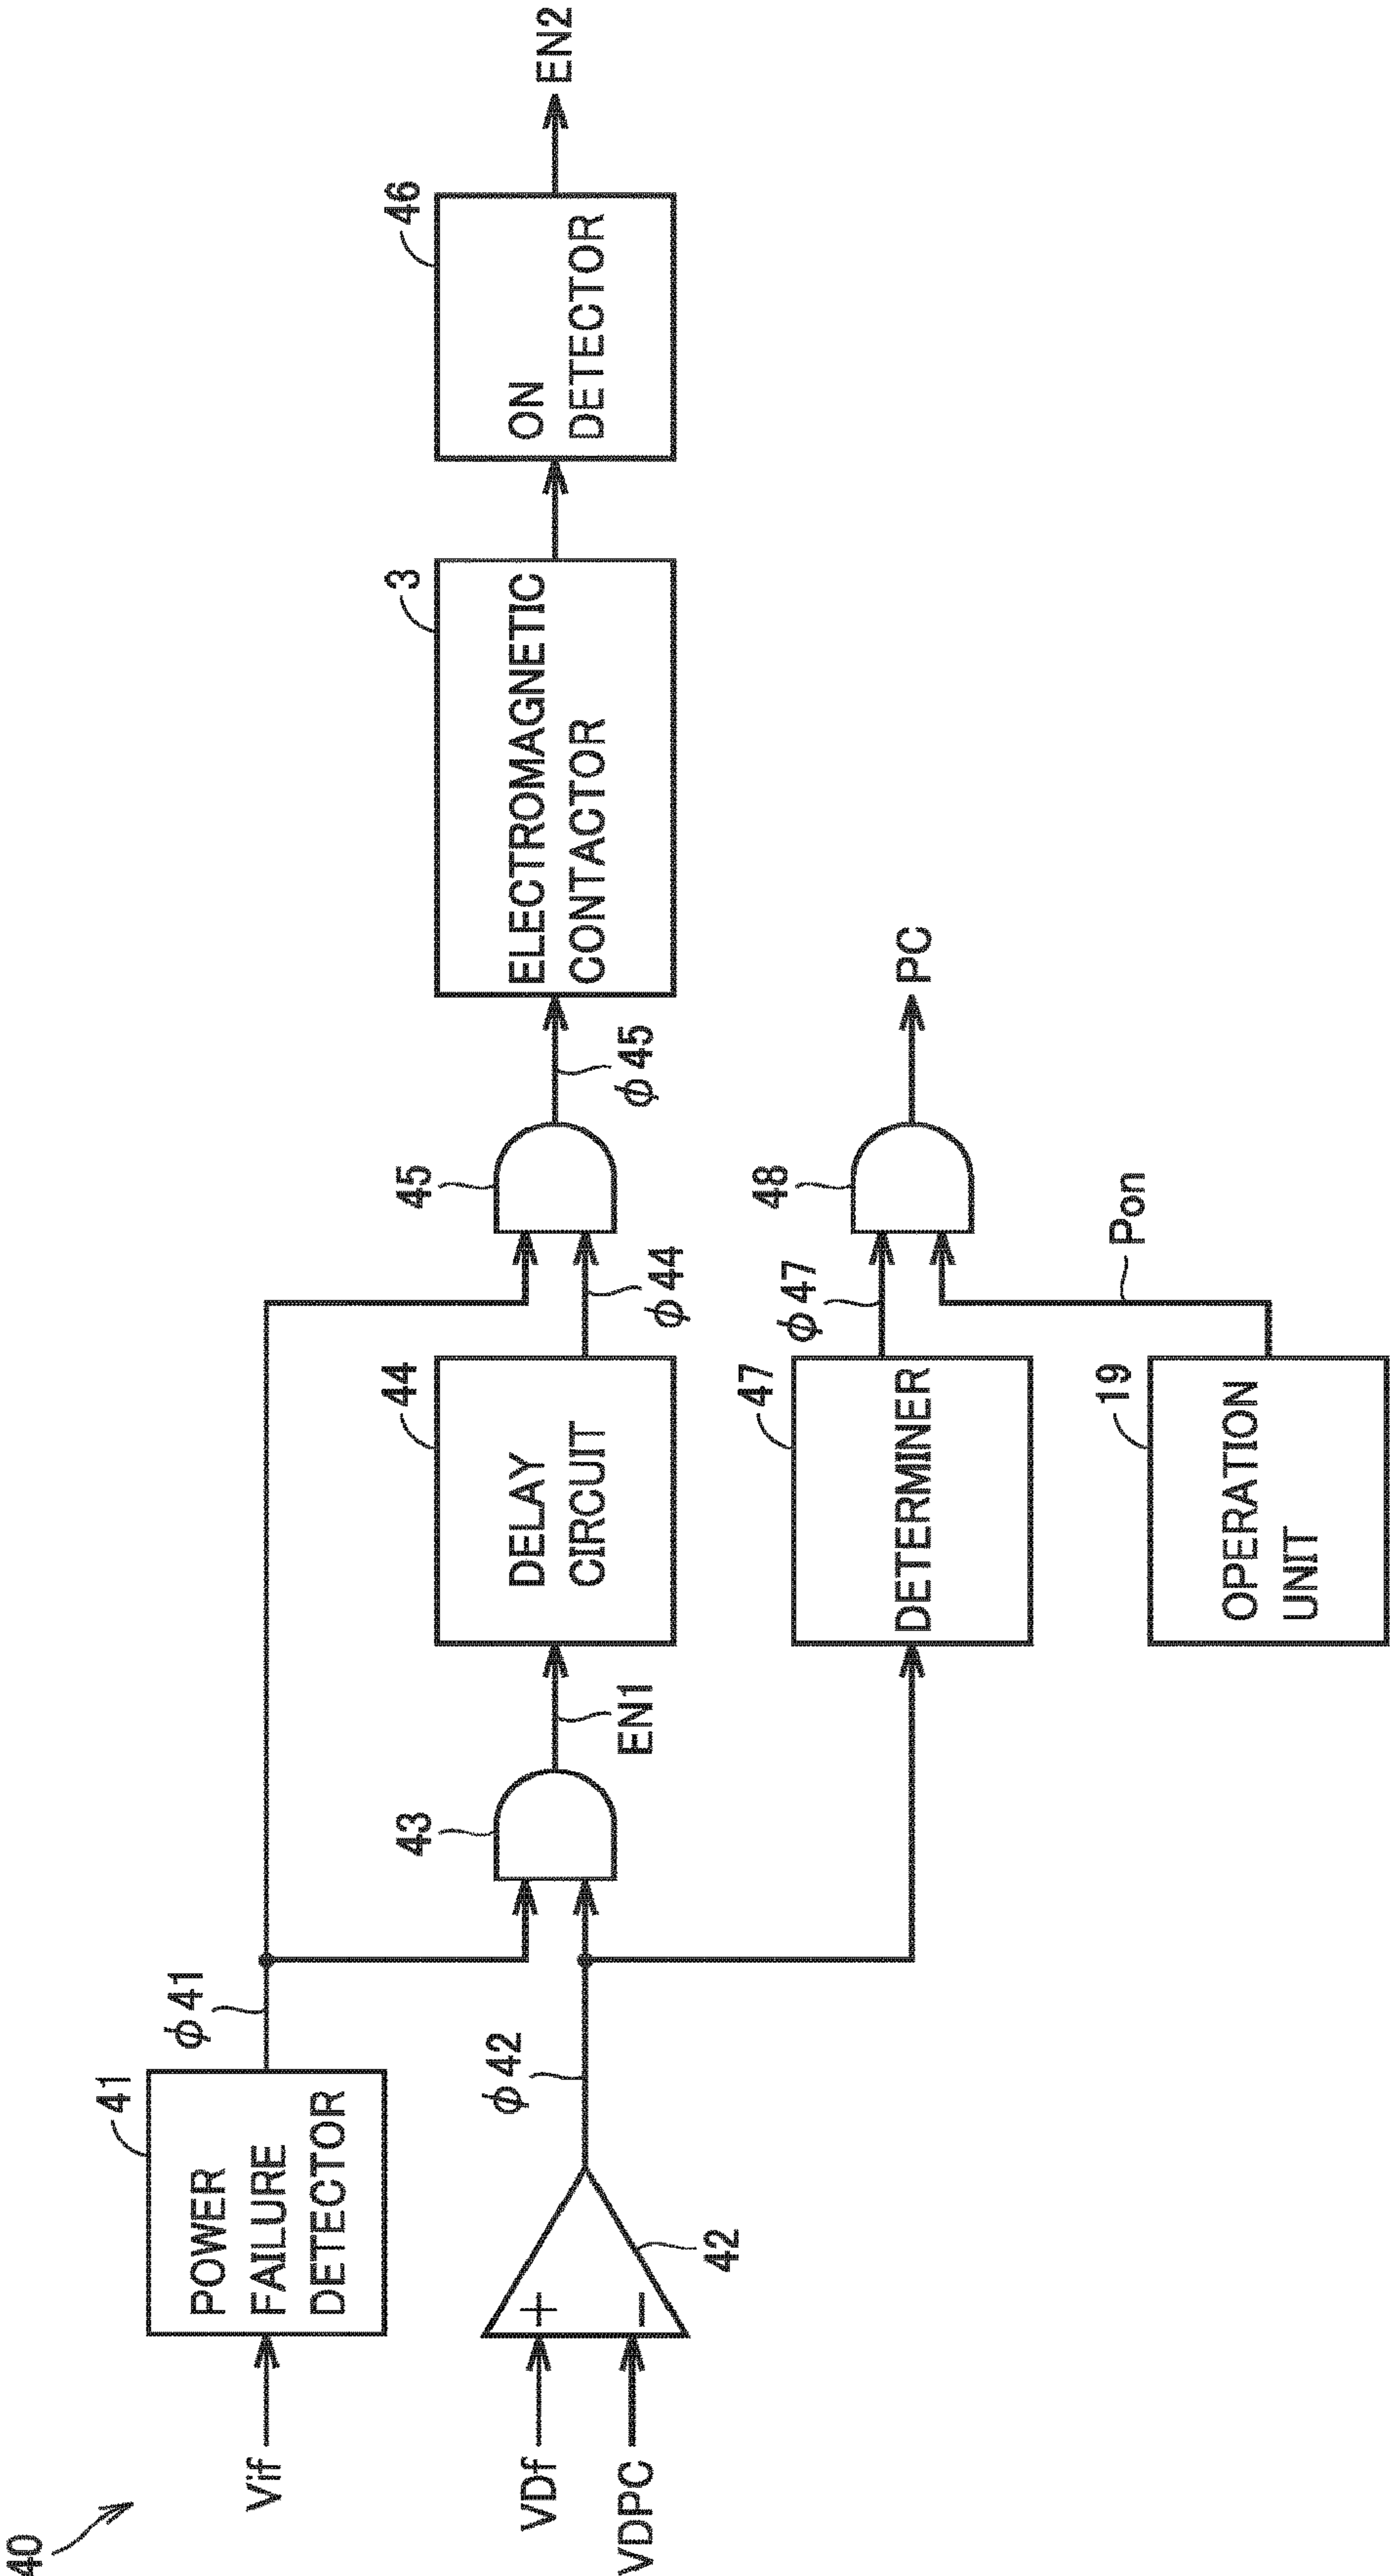 40
Vif
41
POWER
FAILURE
DETECTOR
ϕ41
VDf
VDPC
+
−
42
ϕ42
43
EN1
44
DELAY
CIRCUIT
ϕ44
45
ϕ45
3
ELECTROMAGNETIC
CONTACTOR
46
ON
DETECTOR
EN2
47
DETERMINER
ϕ47
48
PC
19
OPERATION
UNIT
Pon